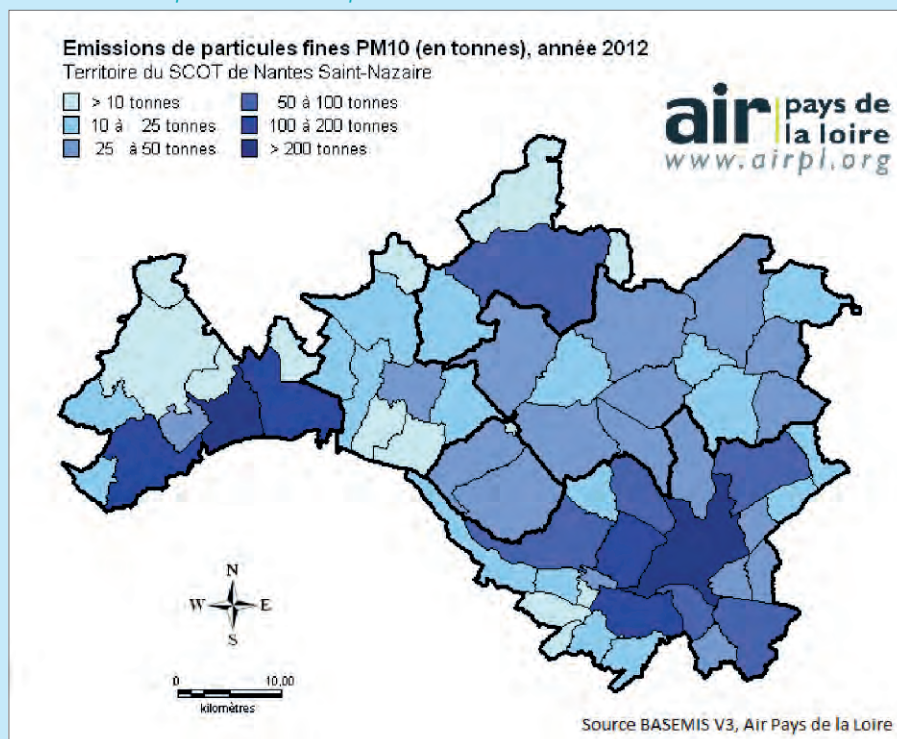 Emissions de particules fines PM10 (en tonnes), année 2012
Territoire du SCOT de Nantes Saint-Nazaire
> 10 tonnes
10 à 25 tonnes
25 à 50 tonnes
50 à 100 tonnes
100 à 200 tonnes
> 200 tonnes
air pays de
la loire
www.airpl.org
N
W E
S
0 10,00
kilomètres
Source BASEMIS V3, Air Pays de la Loire